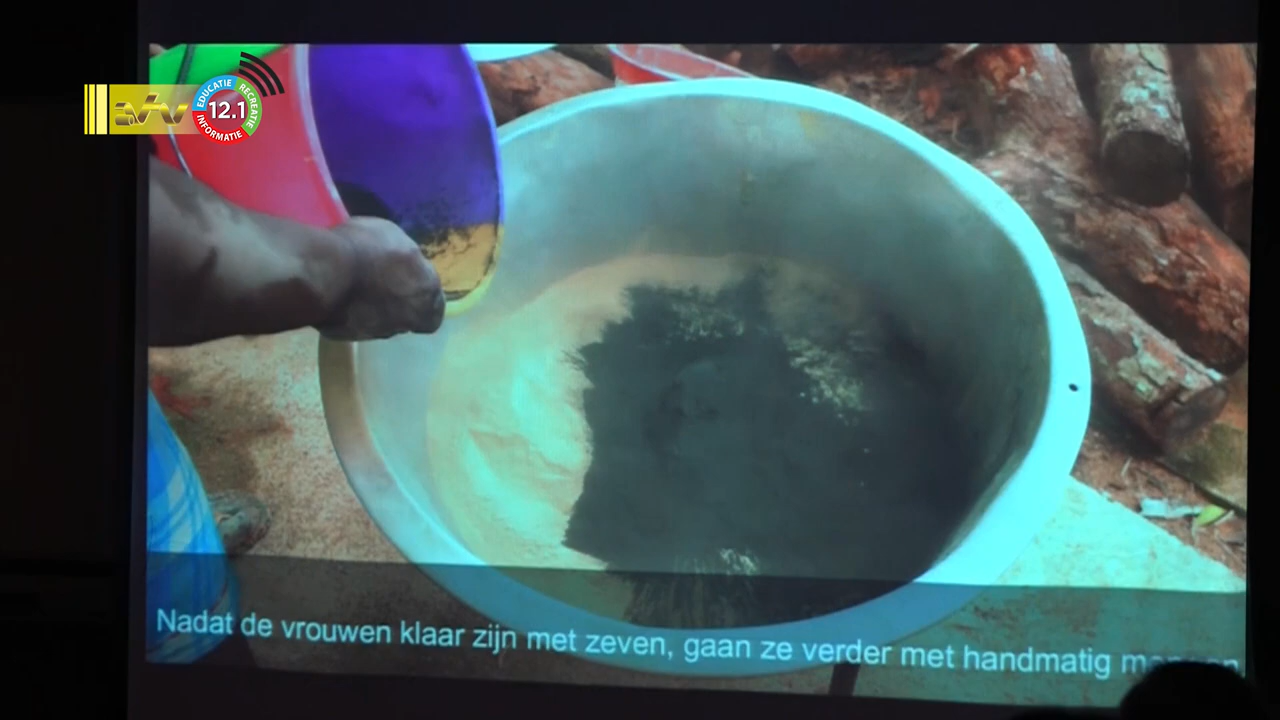 EDUCATIE
RECREATIE
INFORMATIE
12.1
Nadat de vrouwen klaar zijn met zeven, gaan ze verder met handmatig